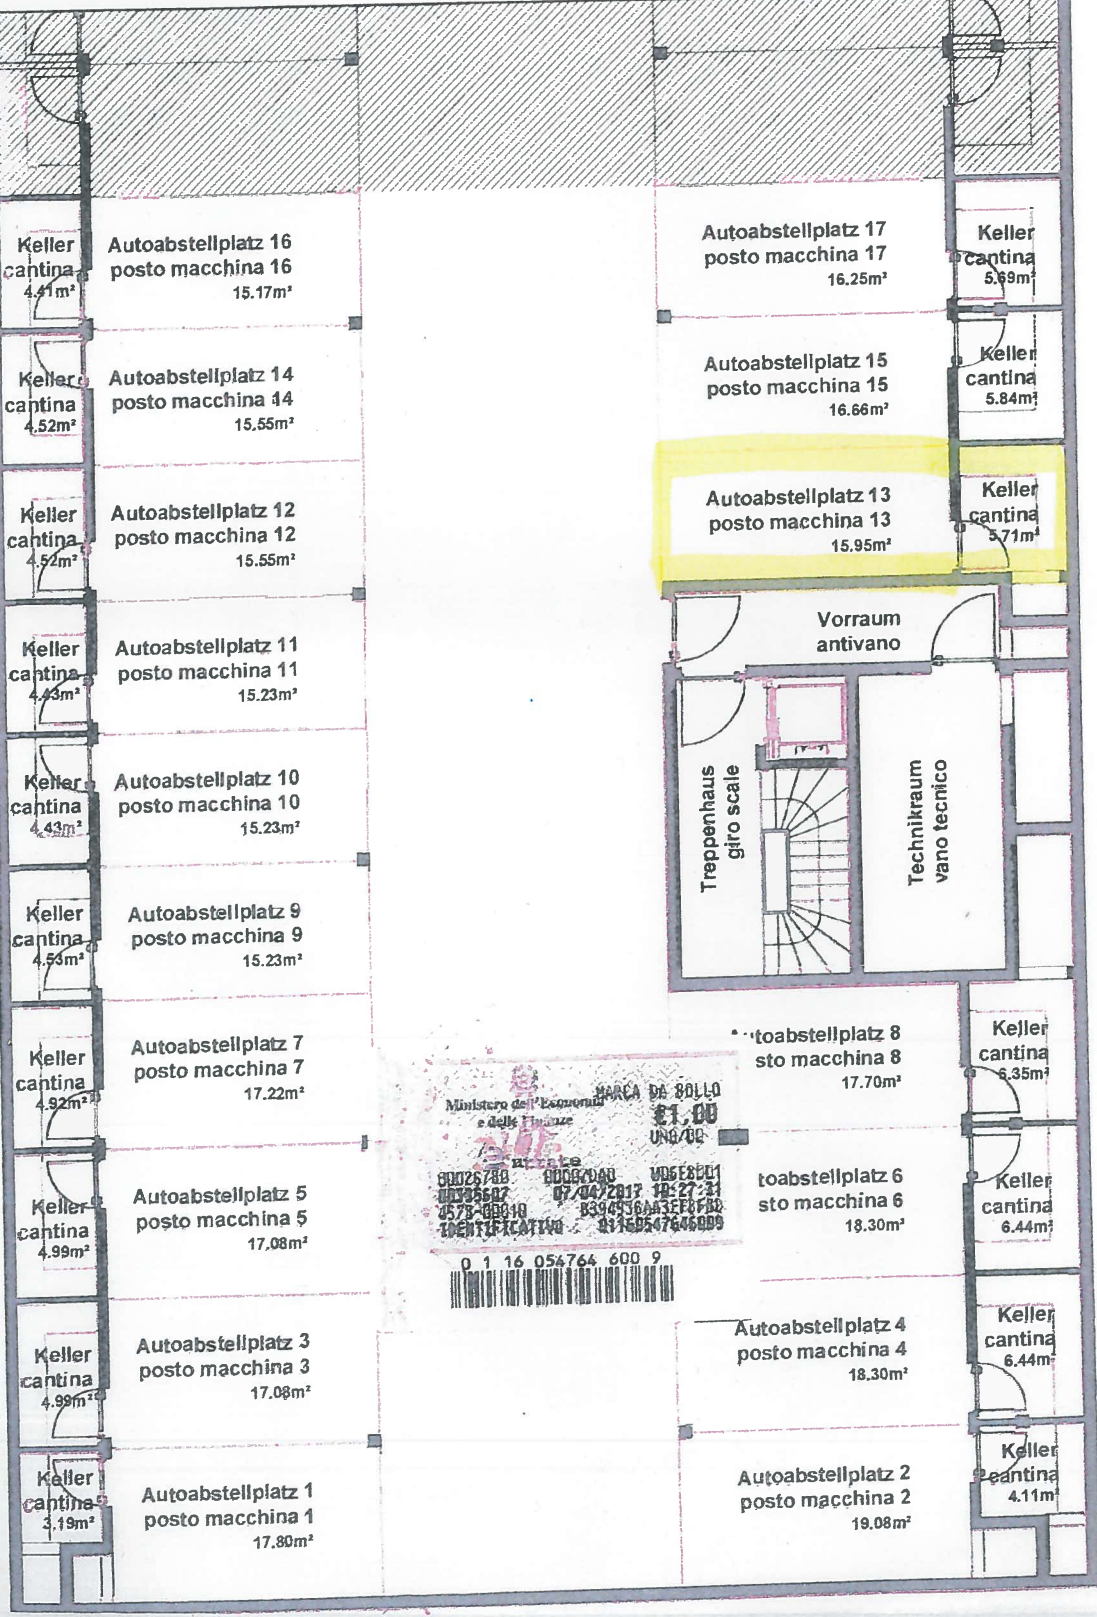 Keller
cantina
4.41m²
Autoabstellplatz 16
posto macchina 16
15.17m²
Autoabstellplatz 17
posto macchina 17
16.25m²
Keller
cantina
5.69m²
Keller
cantina
4.52m²
Autoabstellplatz 14
posto macchina 14
15.55m²
Autoabstellplatz 15
posto macchina 15
16.66m²
Keller
cantina
5.84m²
Keller
cantina
4.52m²
Autoabstellplatz 12
posto macchina 12
15.55m²
Autoabstellplatz 13
posto macchina 13
15.95m²
Keller
cantina
5.71m²
Keller
cantina
4.43m²
Autoabstellplatz 11
posto macchina 11
15.23m²
Vorraum
antivano
Keller
cantina
4.43m²
Autoabstellplatz 10
posto macchina 10
15.23m²
Treppenhaus
giro scale
Technikraum
vano tecnico
Keller
cantina
4.53m²
Autoabstellplatz 9
posto macchina 9
15.23m²
Keller
cantina
4.92m²
Autoabstellplatz 7
posto macchina 7
17.22m²
toabstellplatz 8
sto macchina 8
17.70m²
Keller
cantina
6.35m²
MARCA DA BOLLO
Ministero dell'Economia
e delle Finanze
€1,00
UNO/00
Keller
cantina
4.99m²
Autoabstellplatz 5
posto macchina 5
17.08m²
07/04/2017
IDENTIFICATIVO
0 1 16 054764 600 9
toabstellplatz 6
sto macchina 6
18.30m²
Keller
cantina
6.44m²
Keller
cantina
4.99m²
Autoabstellplatz 3
posto macchina 3
17.08m²
Autoabstellplatz 4
posto macchina 4
18.30m²
Keller
cantina
6.44m²
Keller
cantina
3.19m²
Autoabstellplatz 1
posto macchina 1
17.80m²
Autoabstellplatz 2
posto macchina 2
19.08m²
Keller
cantina
4.11m²